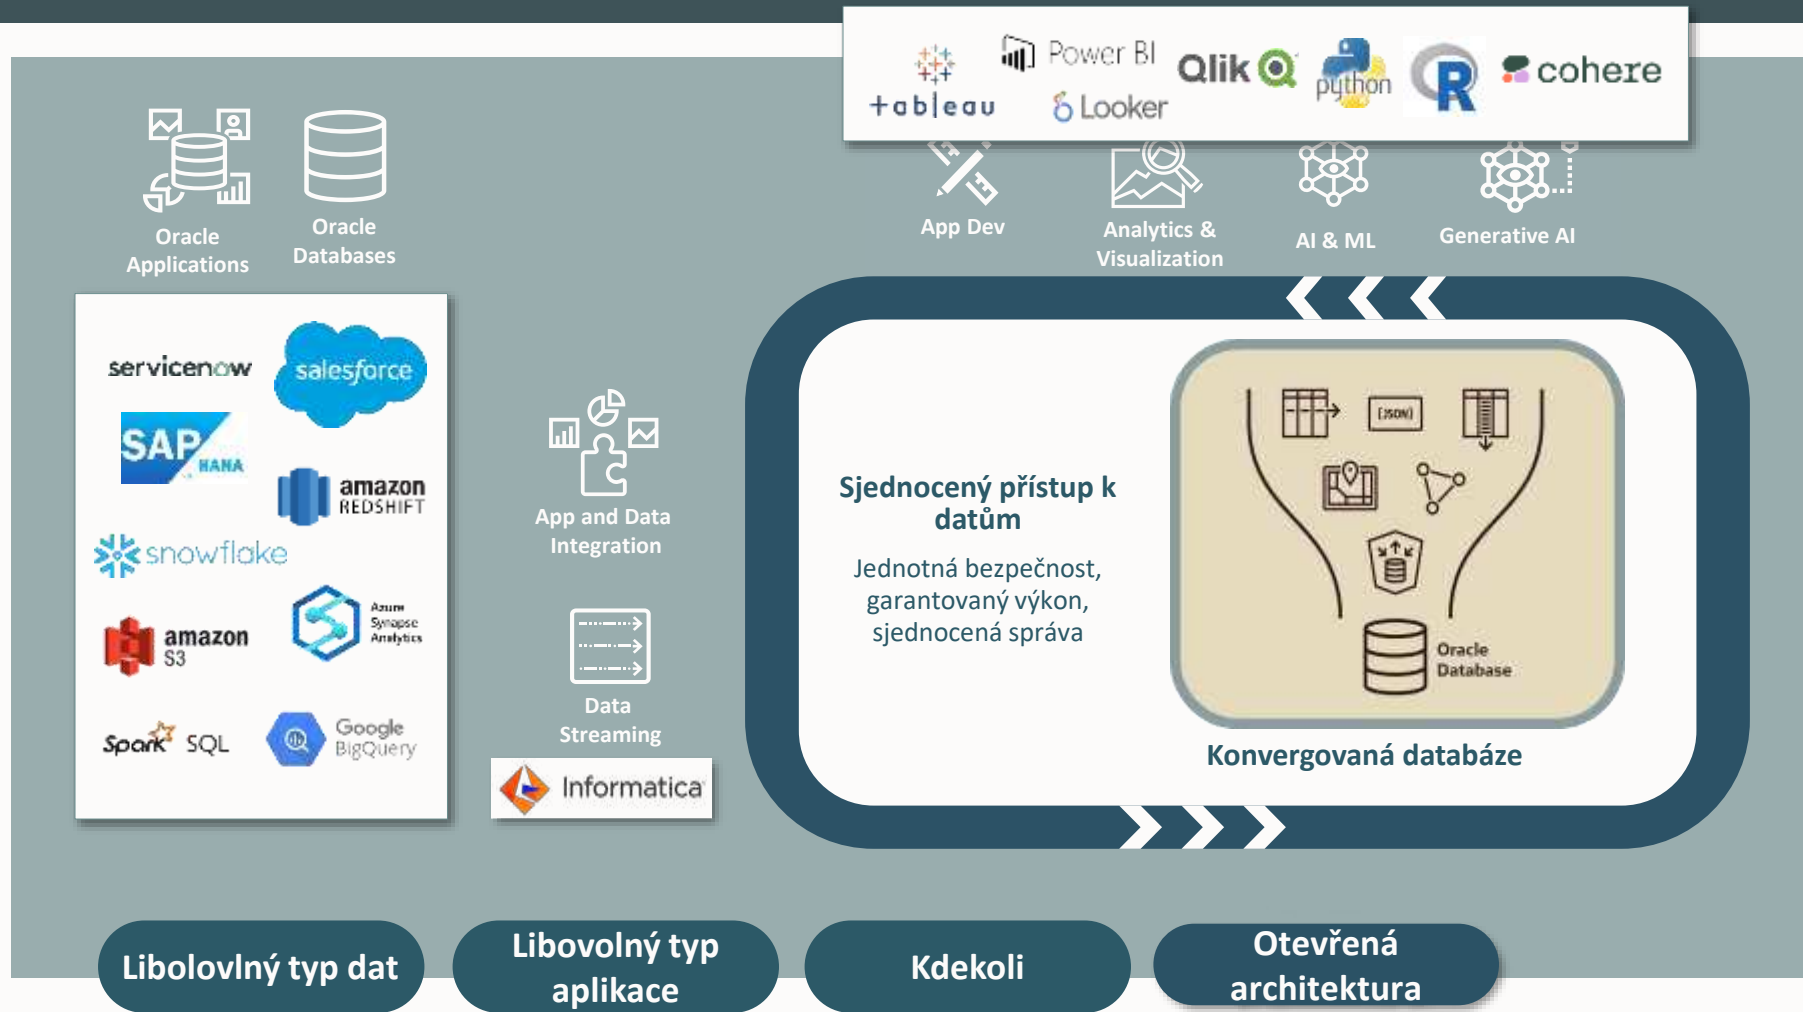 tableau
Power BI
Looker
Qlik
python
R
cohere
Oracle
Applications
Oracle
Databases
App Dev
Analytics &
Visualization
AI & ML
Generative AI
servicenow
salesforce
SAP
HANA
amazon
REDSHIFT
snowflake
amazon
S3
Azure
Synapse
Analytics
Spark SQL
Google
BigQuery
App and Data
Integration
Data
Streaming
Informatica
Sjednocený přístup k
datům
Jednotná bezpečnost,
garantovaný výkon,
sjednocená správa
{JSON}
Oracle
Database
Konvergovaná databáze
Libolovlný typ dat
Libovolný typ
aplikace
Kdekoli
Otevřená
architektura